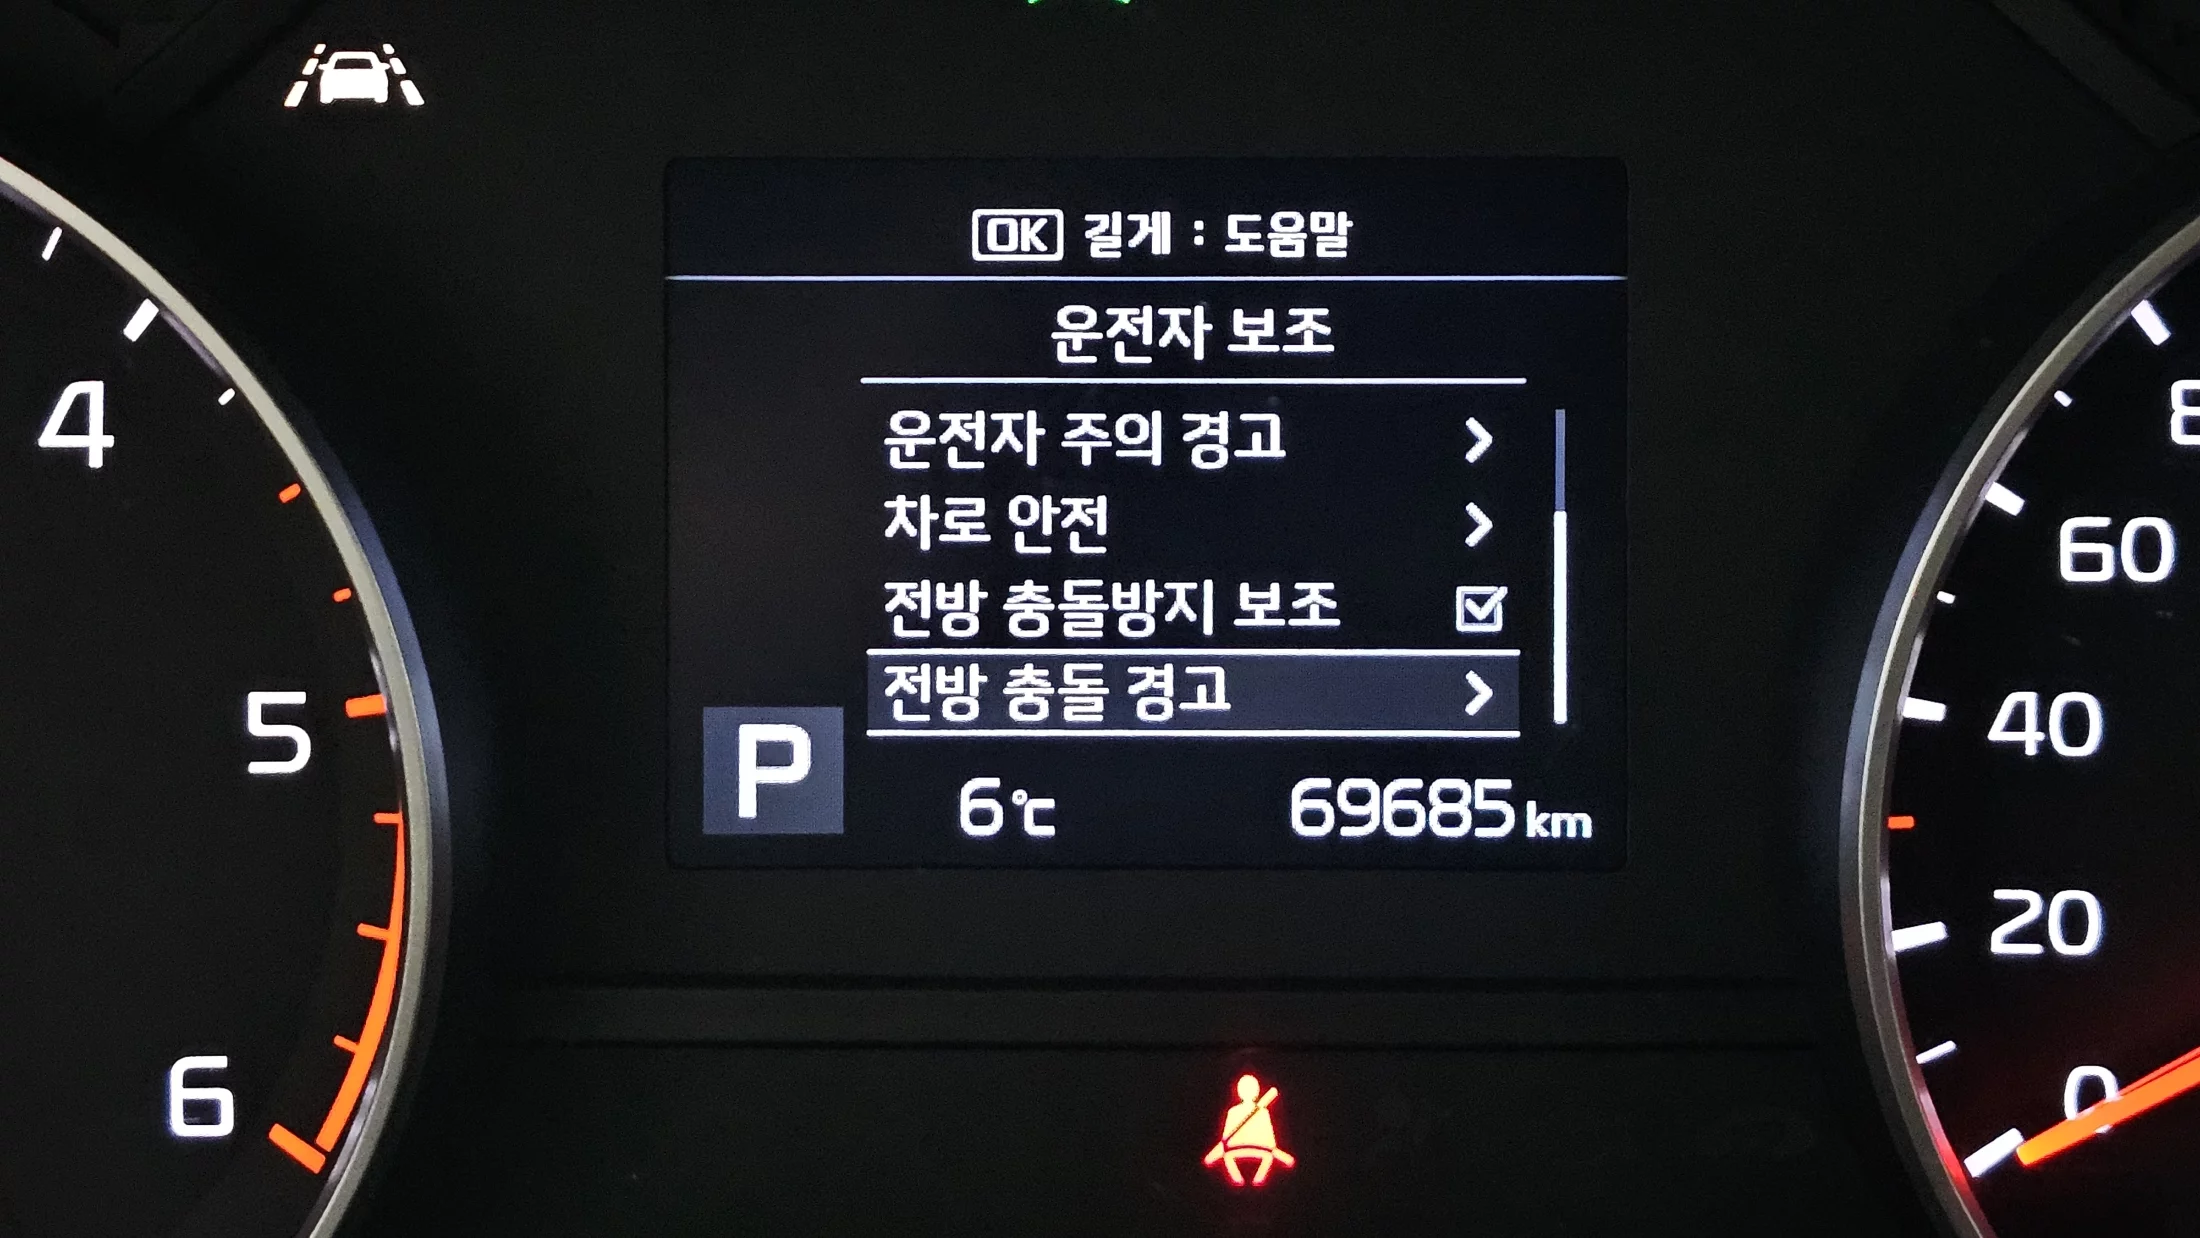 OK 길게 : 도움말
운전자 보조
운전자 주의 경고
차로 안전
전방 충돌방지 보조
전방 충돌 경고
P
6℃ 69685 km
4
5
6
60
40
20
0